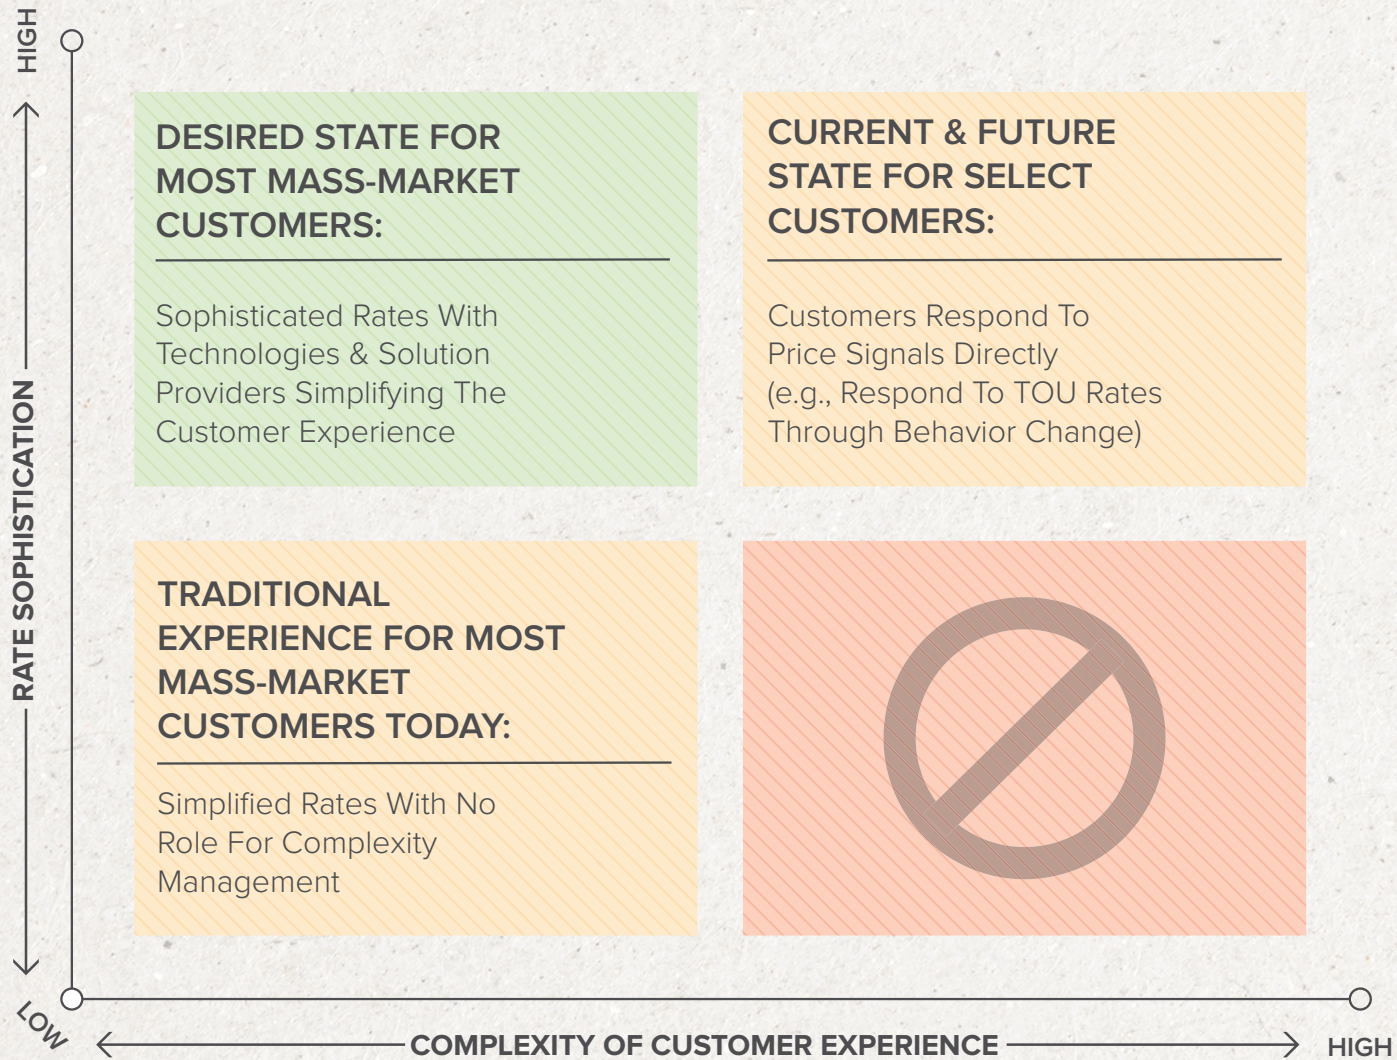 HIGH
RATE SOPHISTICATION
LOW
DESIRED STATE FOR
MOST MASS-MARKET
CUSTOMERS:
Sophisticated Rates With
Technologies & Solution
Providers Simplifying The
Customer Experience
CURRENT & FUTURE
STATE FOR SELECT
CUSTOMERS:
Customers Respond To
Price Signals Directly
(e.g., Respond To TOU Rates
Through Behavior Change)
TRADITIONAL
EXPERIENCE FOR MOST
MASS-MARKET
CUSTOMERS TODAY:
Simplified Rates With No
Role For Complexity
Management
COMPLEXITY OF CUSTOMER EXPERIENCE
HIGH